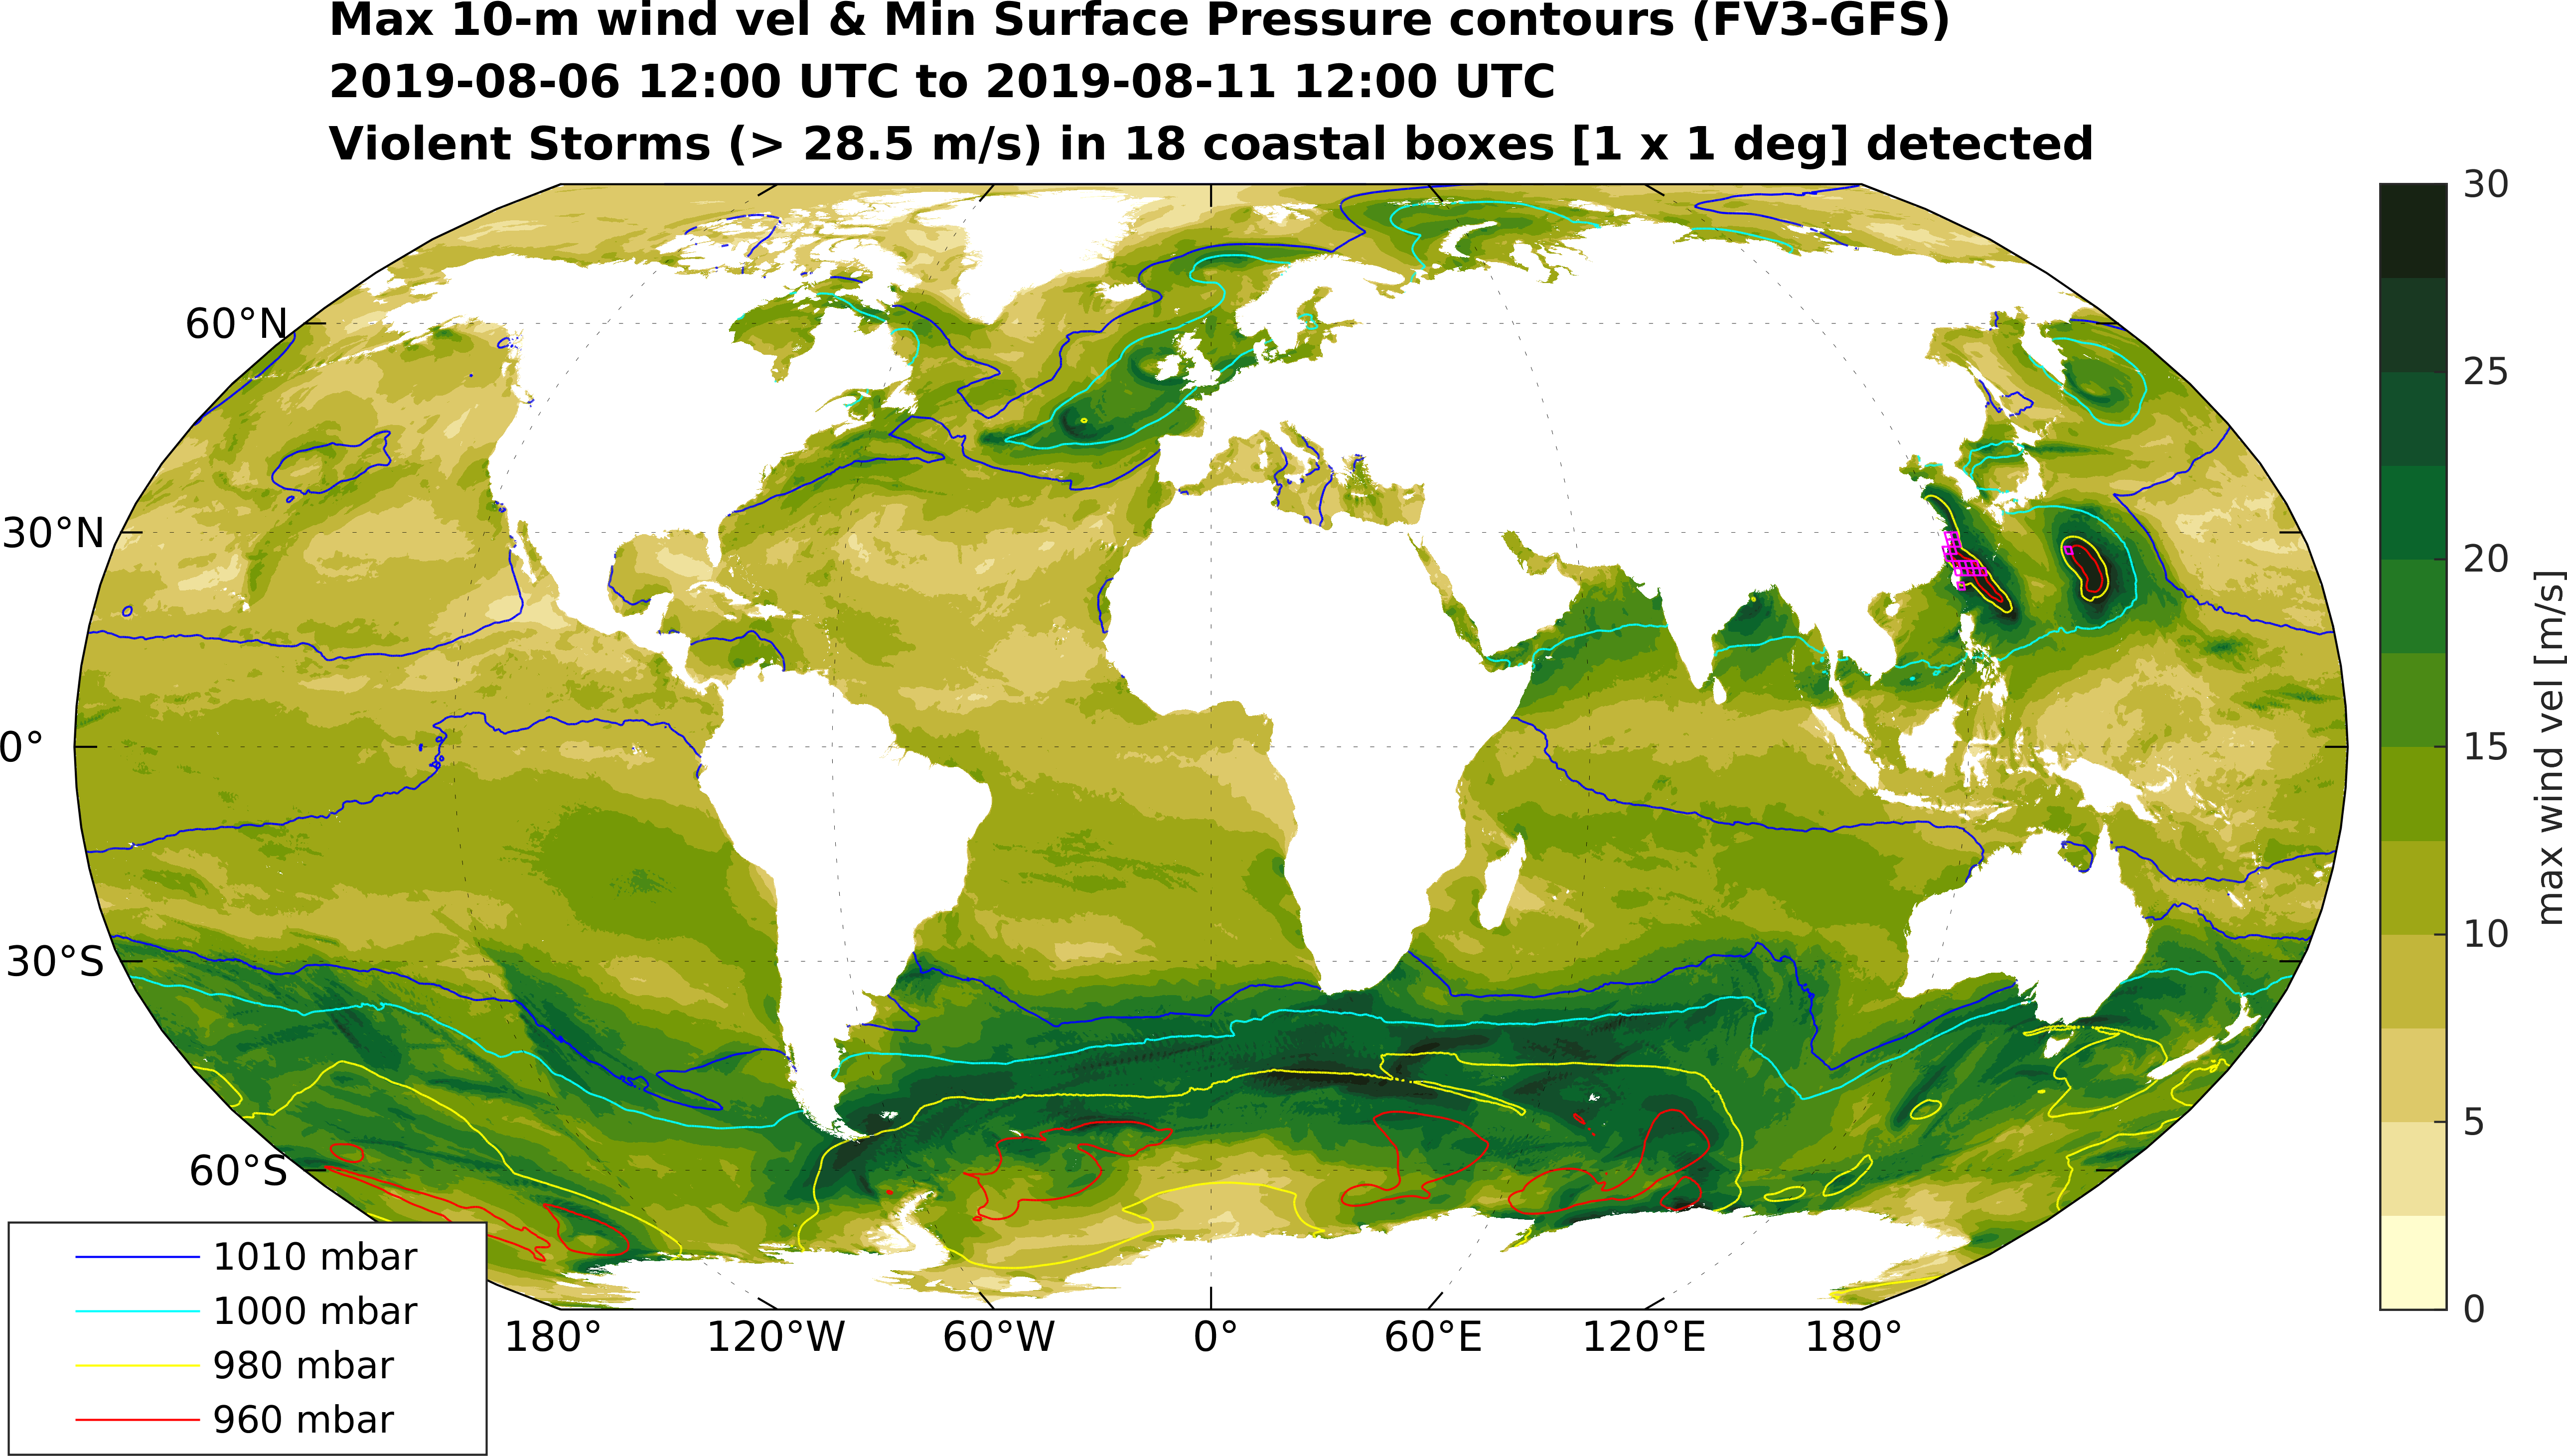 Max 10-m wind vel & Min Surface Pressure contours (FV3-GFS)
2019-08-06 12:00 UTC to 2019-08-11 12:00 UTC
Violent Storms (> 28.5 m/s) in 18 coastal boxes [1 x 1 deg] detected
60°N
30°N
0°
30°S
60°S
180°
120°W
60°W
0°
60°E
120°E
180°
1010 mbar
1000 mbar
980 mbar
960 mbar
30
25
20
15
10
5
0
max wind vel [m/s]